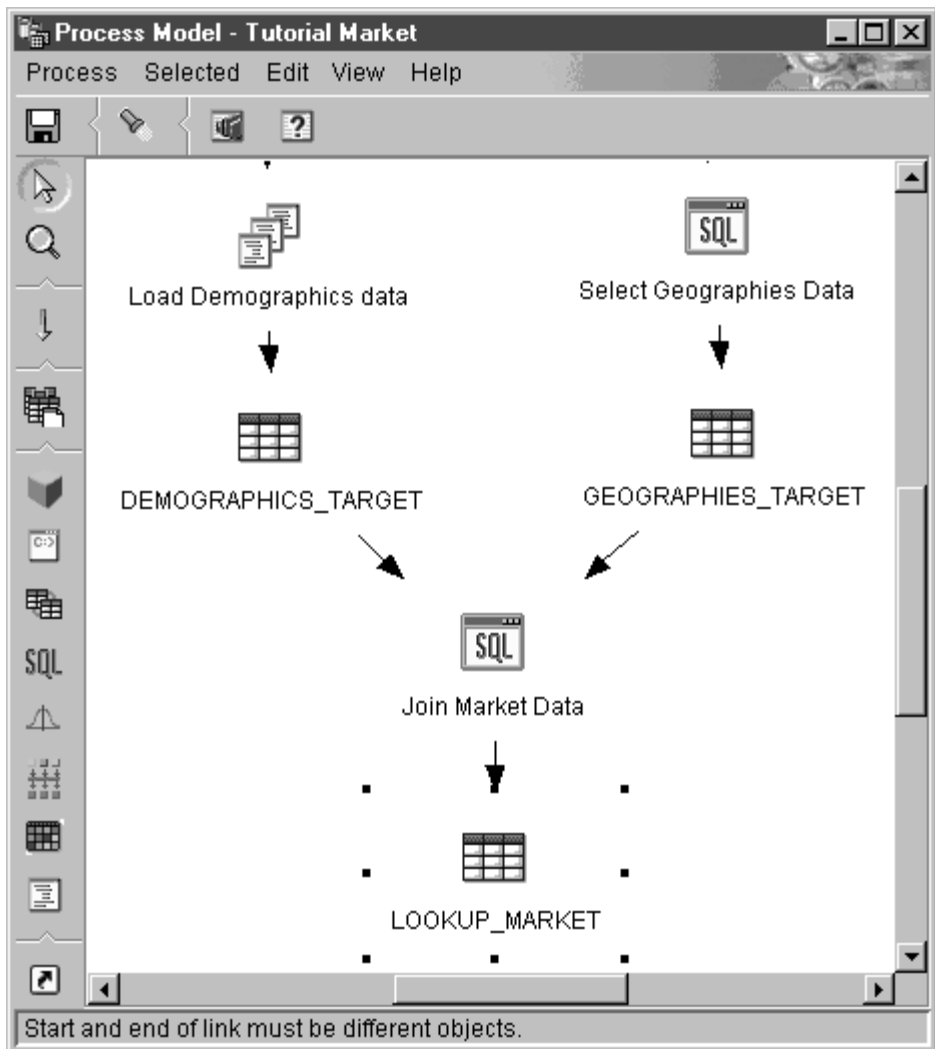 Process Model - Tutorial Market
Process Selected Edit View Help
Load Demographics data
Select Geographies Data
SQL
DEMOGRAPHICS_TARGET
GEOGRAPHIES_TARGET
C:>
SQL
SQL
Join Market Data
LOOKUP_MARKET
Start and end of link must be different objects.